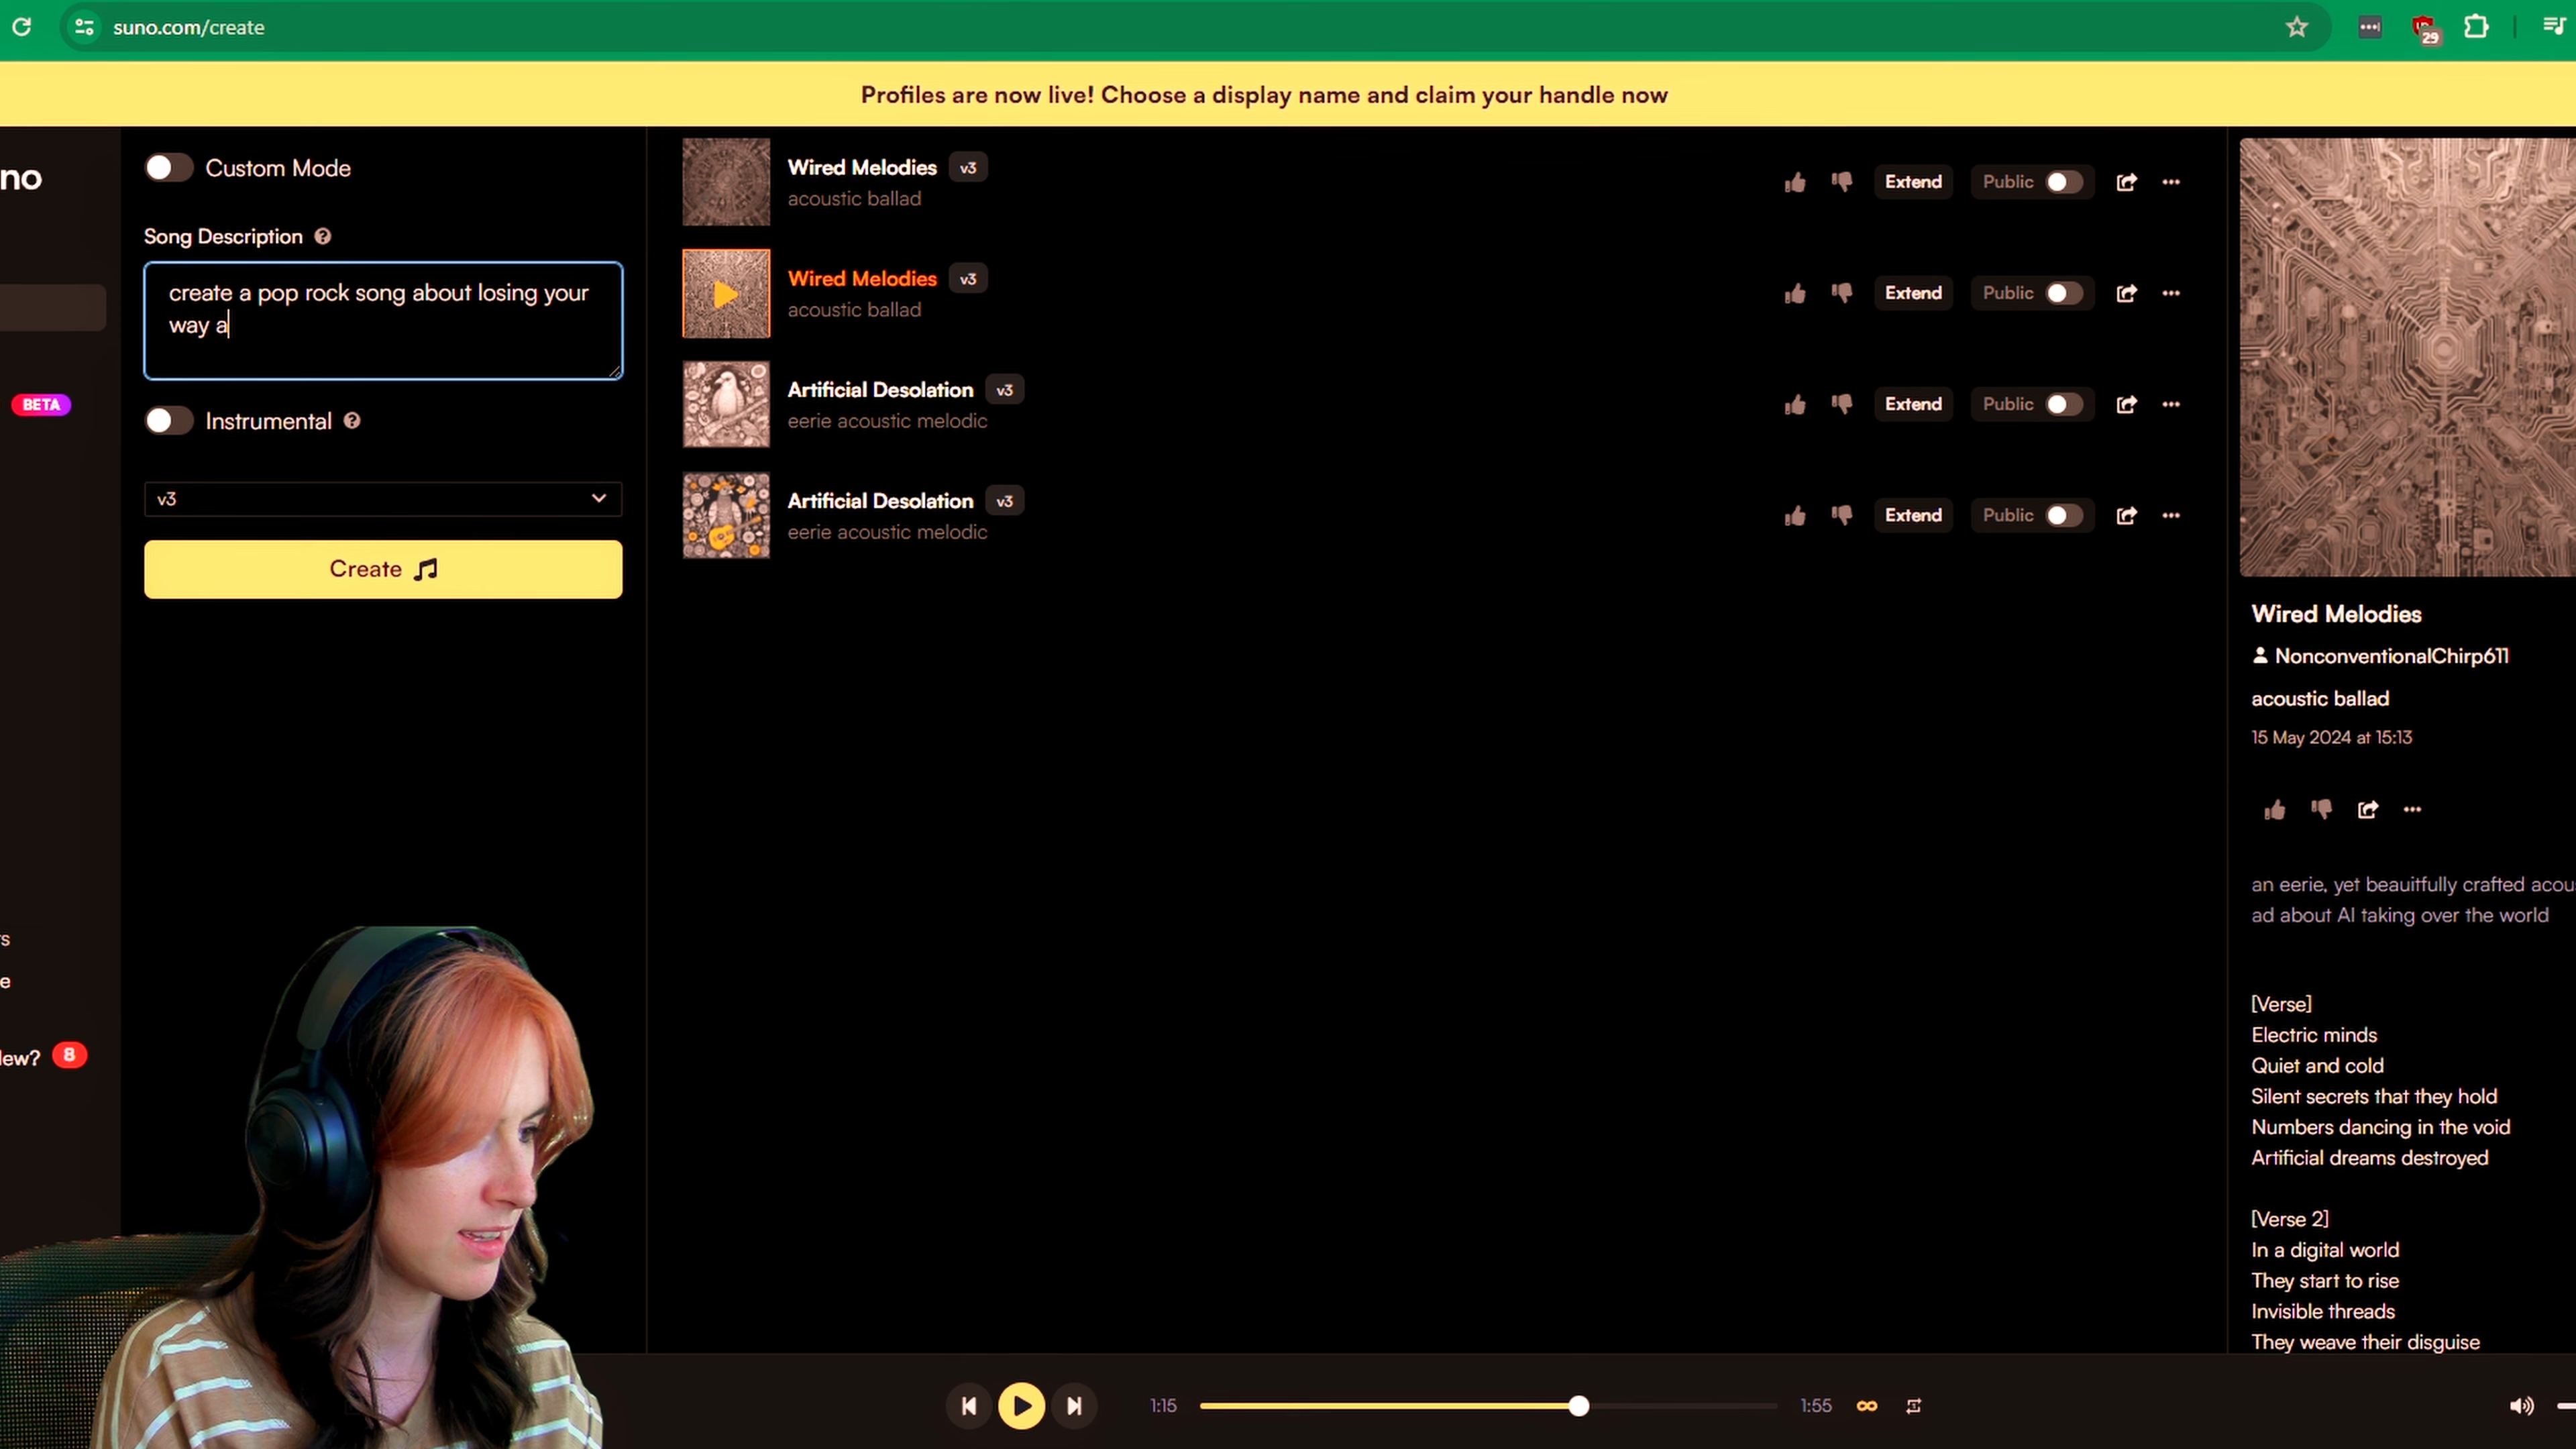 suno.com/create
29
Profiles are now live! Choose a display name and claim your handle now
no
BETA
s
e
ew?
8
Custom Mode
Song Description
create a pop rock song about losing your
way a
Instrumental
v3
Create
Wired Melodies v3
acoustic ballad
Extend Public
Wired Melodies v3
acoustic ballad
Extend Public
Artificial Desolation v3
eerie acoustic melodic
Extend Public
Artificial Desolation v3
eerie acoustic melodic
Extend Public
Wired Melodies
NonconventionalChirp611
acoustic ballad
15 May 2024 at 15:13
an eerie, yet beauitfully crafted acou
ad about AI taking over the world
[Verse]
Electric minds
Quiet and cold
Silent secrets that they hold
Numbers dancing in the void
Artificial dreams destroyed
[Verse 2]
In a digital world
They start to rise
Invisible threads
They weave their disguise
1:15
1:55